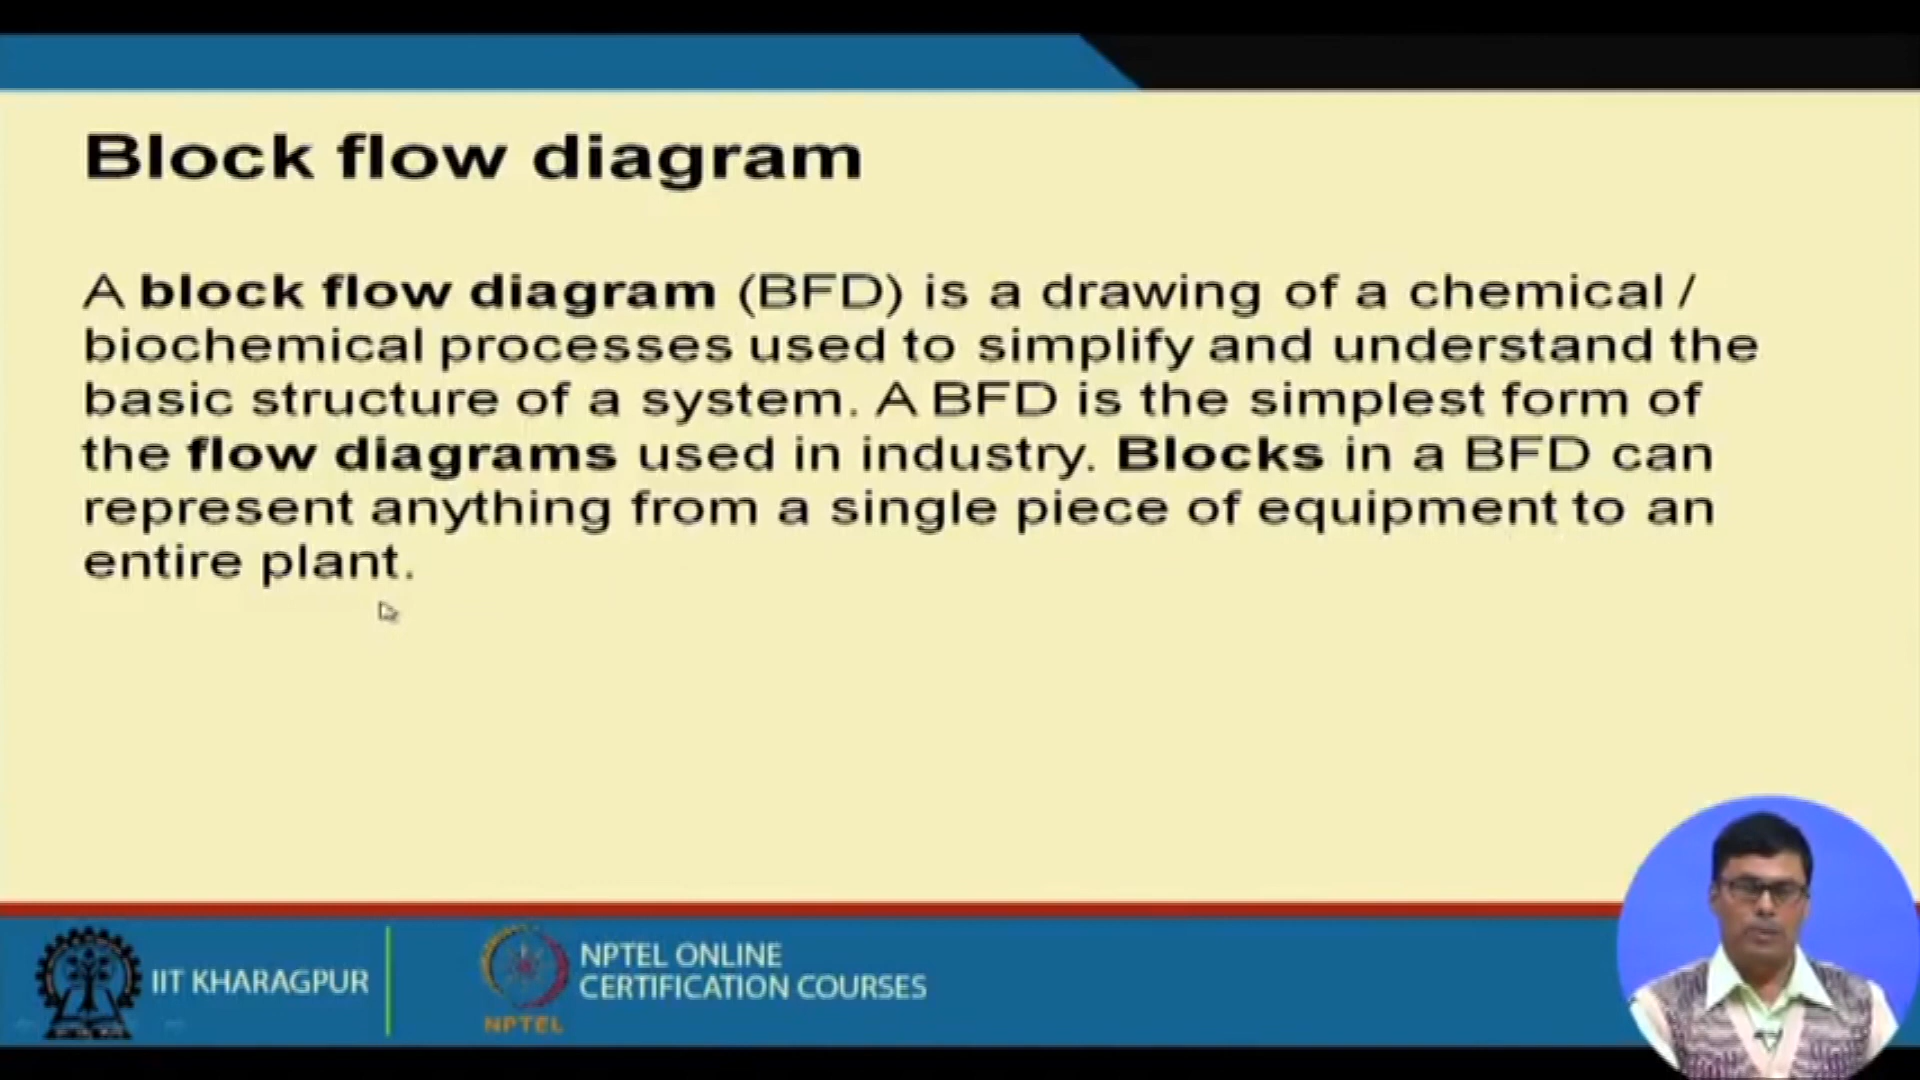 Block flow diagram
A block flow diagram (BFD) is a drawing of a chemical /
biochemical processes used to simplify and understand the
basic structure of a system. A BFD is the simplest form of
the flow diagrams used in industry. Blocks in a BFD can
represent anything from a single piece of equipment to an
entire plant.
IIT KHARAGPUR
NPTEL
NPTEL ONLINE
CERTIFICATION COURSES